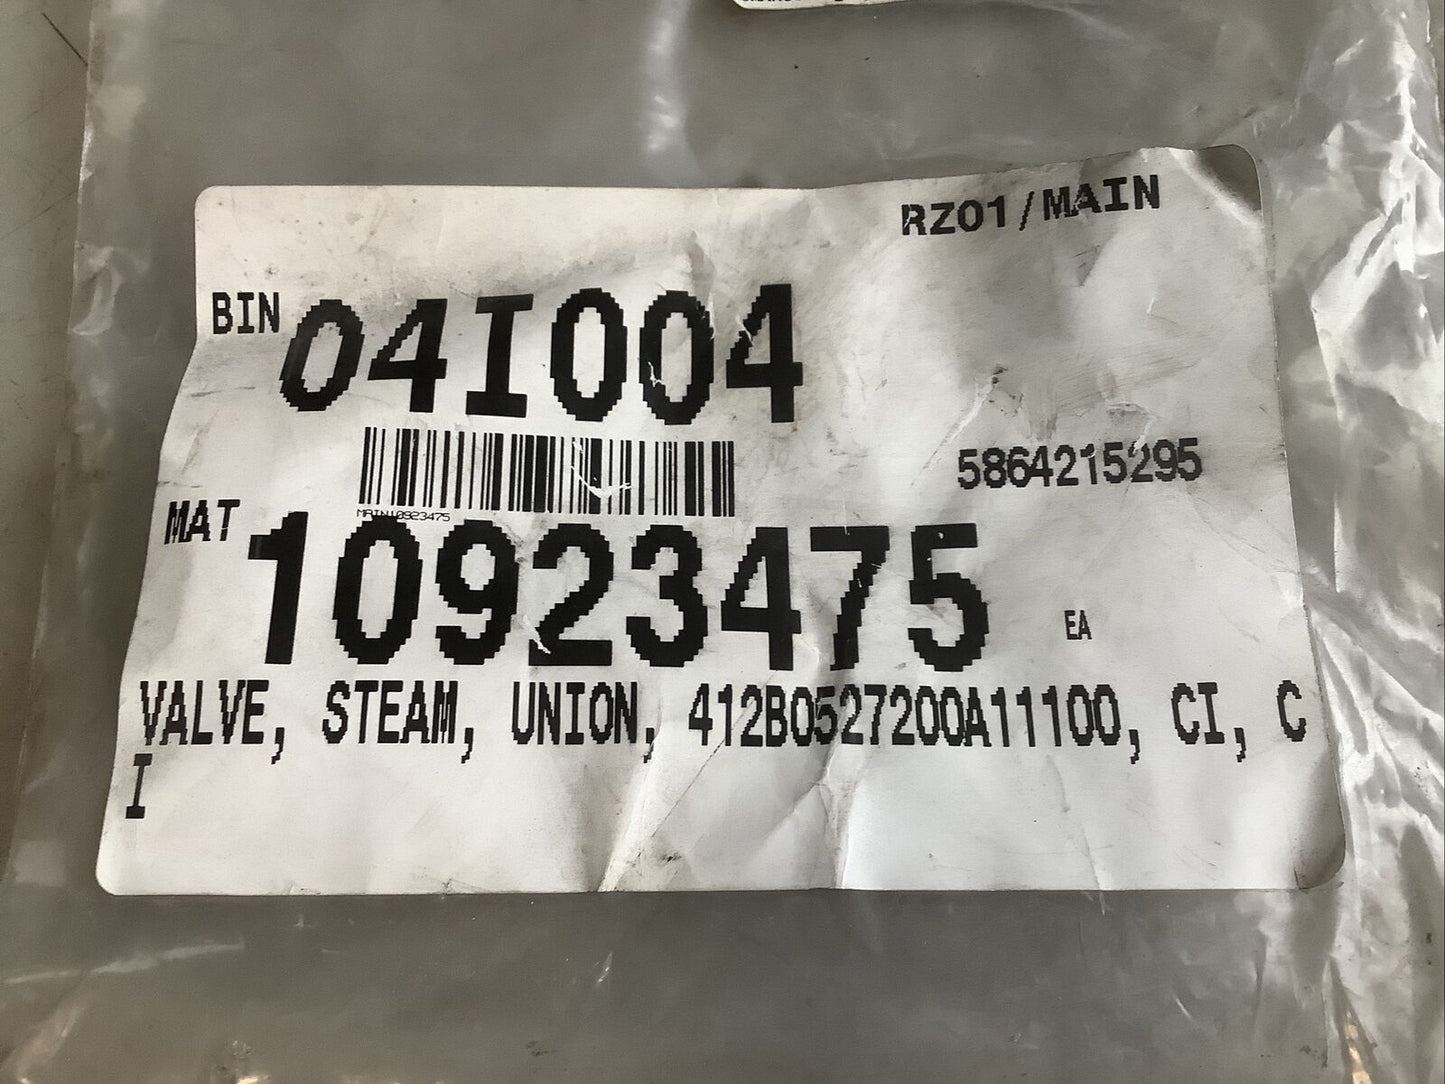 RZ01/MAIN
BIN 04I004
5864215295
MAIN10923475
MAT 10923475 EA
VALVE, STEAM, UNION, 412B0527200A11100, CI, C
I